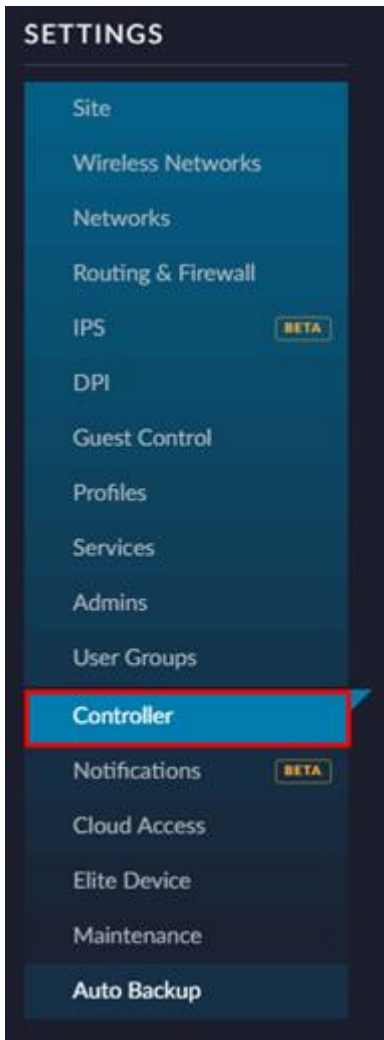 SETTINGS
Site
Wireless Networks
Networks
Routing & Firewall
IPS BETA
DPI
Guest Control
Profiles
Services
Admins
User Groups
Controller
Notifications BETA
Cloud Access
Elite Device
Maintenance
Auto Backup